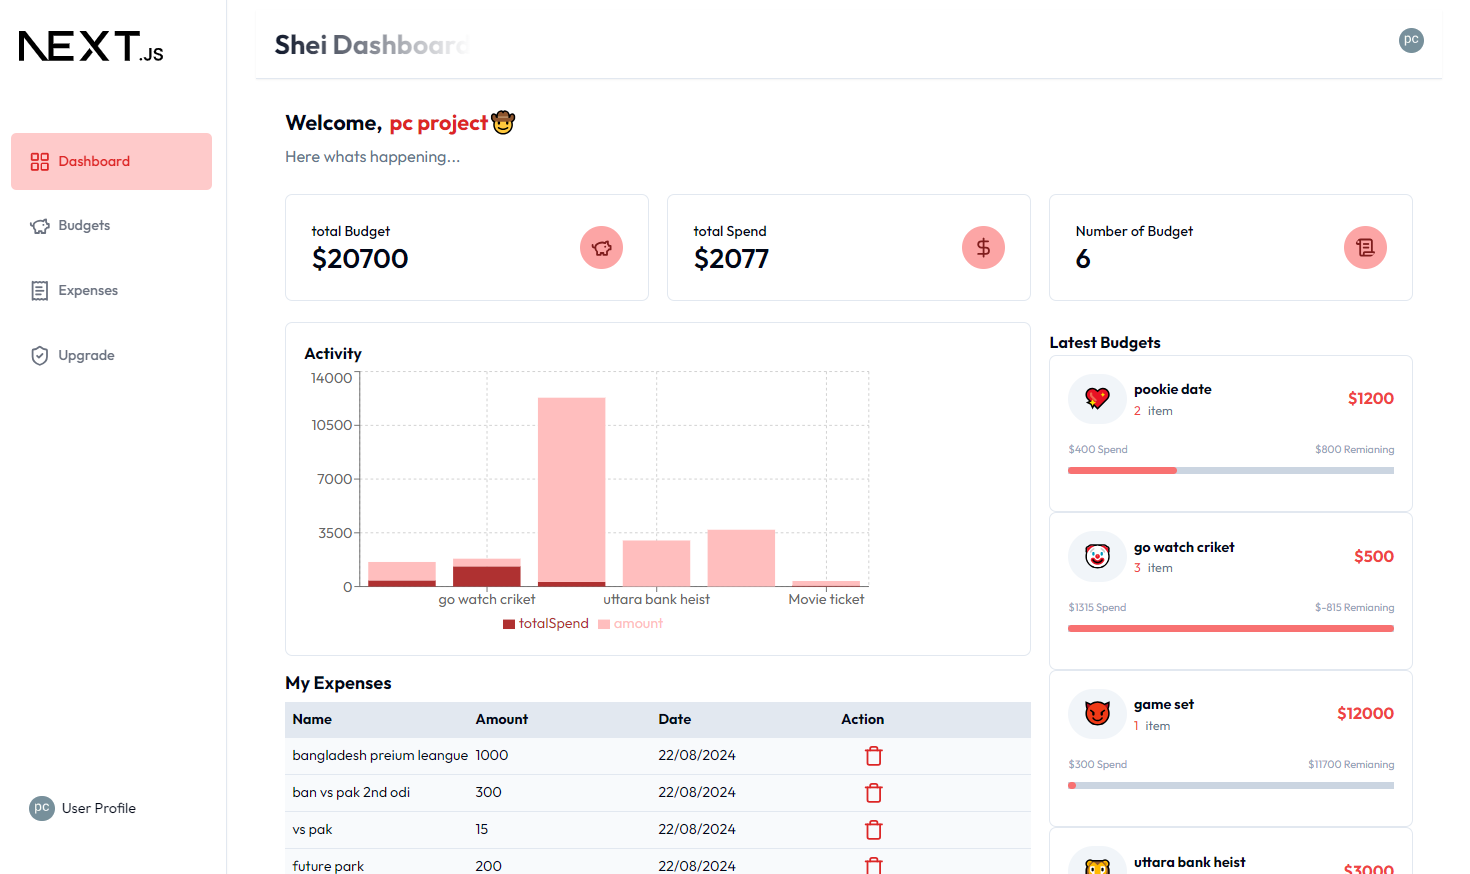 NEXT.JS
Dashboard
Budgets
Expenses
Upgrade
pc User Profile
Shei Dashboard
pc
Welcome, pc project
Here whats happening...
total Budget
$20700
total Spend
$2077
Number of Budget
6
Activity
14000
10500
7000
3500
0
go watch criket uttara bank heist Movie ticket
totalSpend amount
My Expenses
Name Amount Date Action
bangladesh preium leangue 1000 22/08/2024
ban vs pak 2nd odi 300 22/08/2024
vs pak 15 22/08/2024
future park 200 22/08/2024
Latest Budgets
pookie date $1200
2 item
$400 Spend $800 Remianing
go watch criket $500
3 item
$1315 Spend $-815 Remianing
game set $12000
1 item
$300 Spend $11700 Remianing
uttara bank heist $3000